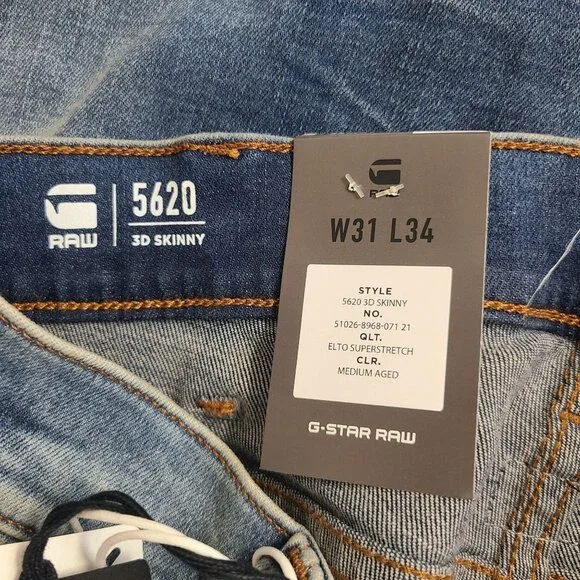 RAW
5620
3D SKINNY
RAW
W31 L34
STYLE
5620 3D SKINNY
NO.
51026-8968-071 21
QLT.
ELTO SUPERSTRETCH
CLR.
MEDIUM AGED
G-STAR RAW